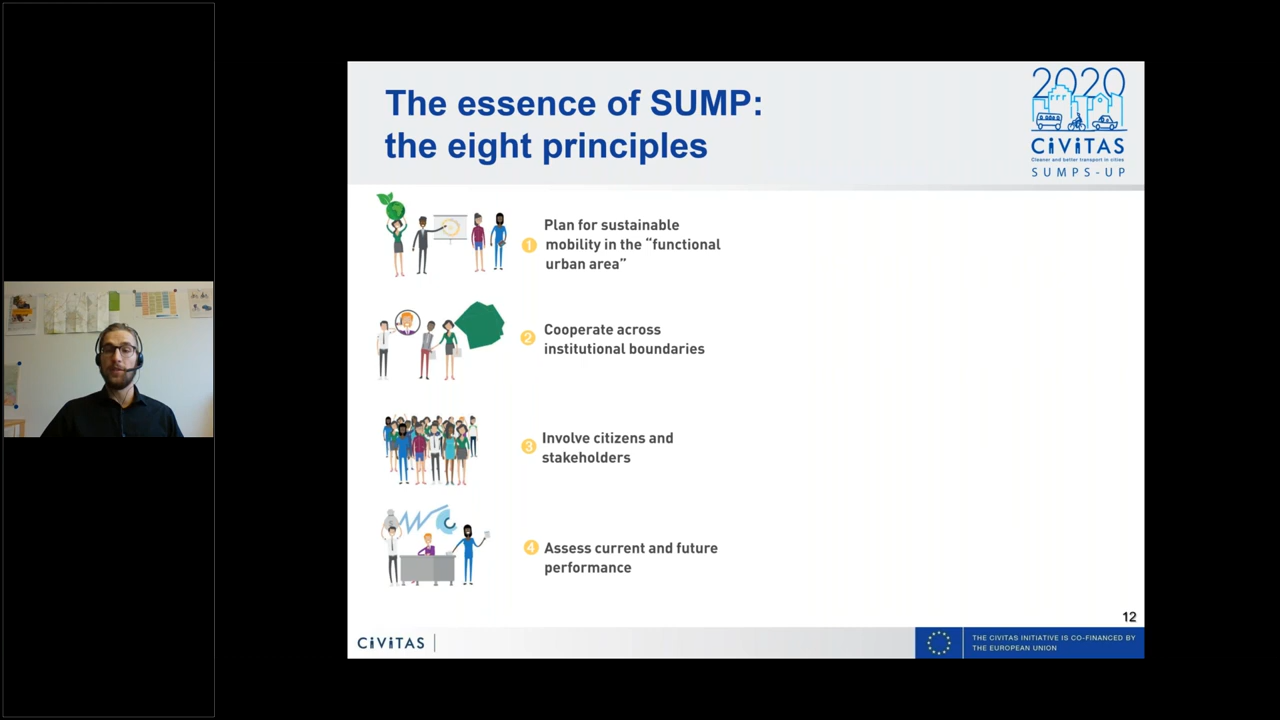 The essence of SUMP:
the eight principles
2020
CiViTAS
Cleaner and better transport in cities
SUMPS-UP
1
Plan for sustainable
mobility in the “functional
urban area”
2
Cooperate across
institutional boundaries
3
Involve citizens and
stakeholders
4
Assess current and future
performance
12
CiViTAS
THE CIVITAS INITIATIVE IS CO-FINANCED BY
THE EUROPEAN UNION